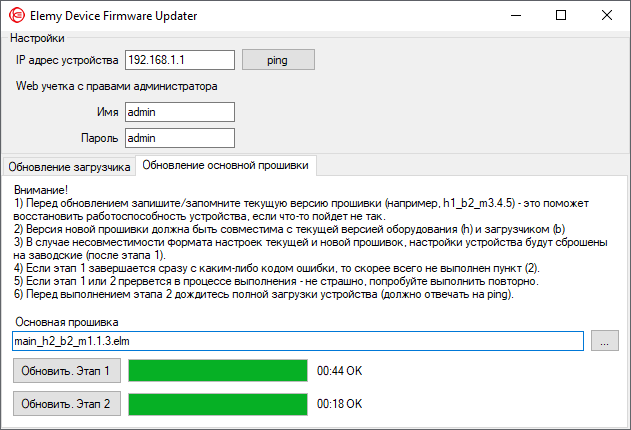 Elemy Device Firmware Updater
Настройки
IP адрес устройства 192.168.1.1 ping
Web учетка с правами администратора
Имя admin
Пароль admin
Обновление загрузчика Обновление основной прошивки
Внимание!
1) Перед обновлением запишите/запомните текущую версию прошивки (например, h1_b2_m3.4.5) - это поможет
восстановить работоспособность устройства, если что-то пойдет не так.
2) Версия новой прошивки должна быть совместима с текущей версией оборудования (h) и загрузчиком (b)
3) В случае несовместимости формата настроек текущей и новой прошивок, настройки устройства будут сброшены
на заводские (после этапа 1).
4) Если этап 1 завершается сразу с каким-либо кодом ошибки, то скорее всего не выполнен пункт (2).
5) Если этап 1 или 2 прервется в процессе выполнения - не страшно, попробуйте выполнить повторно.
6) Перед выполнением этапа 2 дождитесь полной загрузки устройства (должно отвечать на ping).
Основная прошивка
main_h2_b2_m1.1.3.elm ...
Обновить. Этап 1 00:44 OK
Обновить. Этап 2 00:18 OK